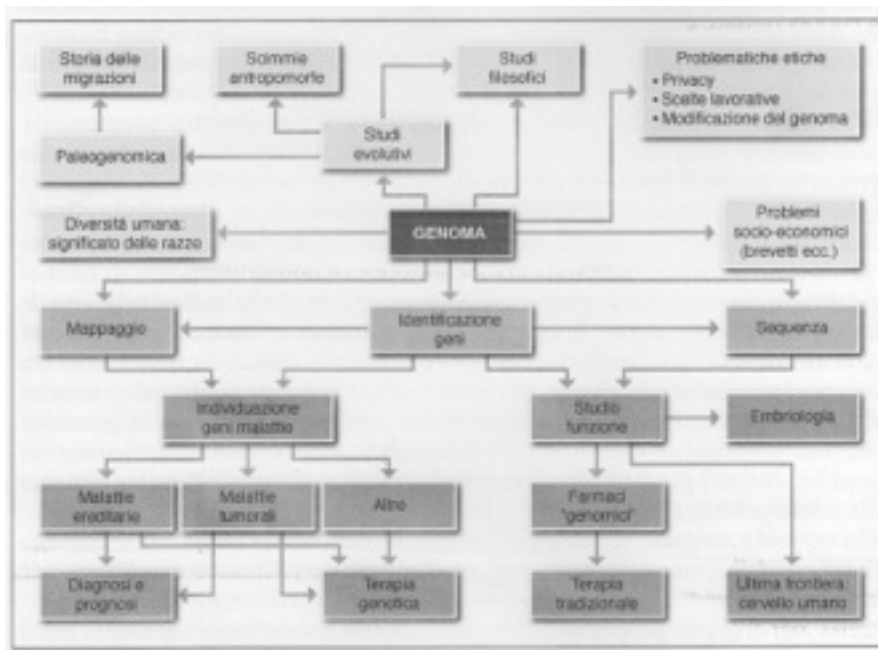 Storia delle
migrazioni
Scimmie
antropomorfe
Studi
filosofici
Problematiche etiche
• Privacy
• Scelte lavorative
• Modificazione del genoma
Paleogenomica
Studi
evolutivi
Diversità umana:
significato delle razze
GENOMA
Problemi
socio-economici
(brevetti ecc.)
Mappaggio
Identificazione
geni
Sequenza
Individuazione
geni malattie
Studio
funzione
Embriologia
Malattie
ereditarie
Malattie
tumorali
Altre
Farmaci
"genomici"
Diagnosi e
prognosi
Terapia
genetica
Terapia
tradizionale
Ultima frontiera:
cervello umano